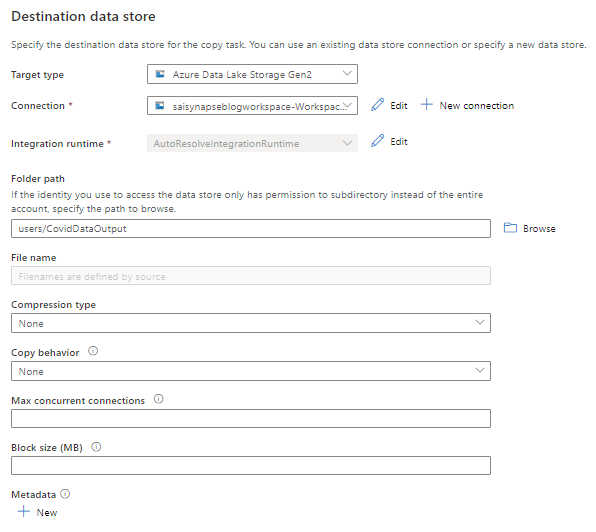 Destination data store
Specify the destination data store for the copy task. You can use an existing data store connection or specify a new data store.
Target type
Azure Data Lake Storage Gen2
Connection *
saisynapseblogworkspace-Workspac...
Edit
New connection
Integration runtime *
AutoResolveIntegrationRuntime
Edit
Folder path
If the identity you use to access the data store only has permission to subdirectory instead of the entire
account, specify the path to browse.
users/CovidDataOutput
Browse
File name
Filenames are defined by source
Compression type
None
Copy behavior
None
Max concurrent connections
Block size (MB)
Metadata
New